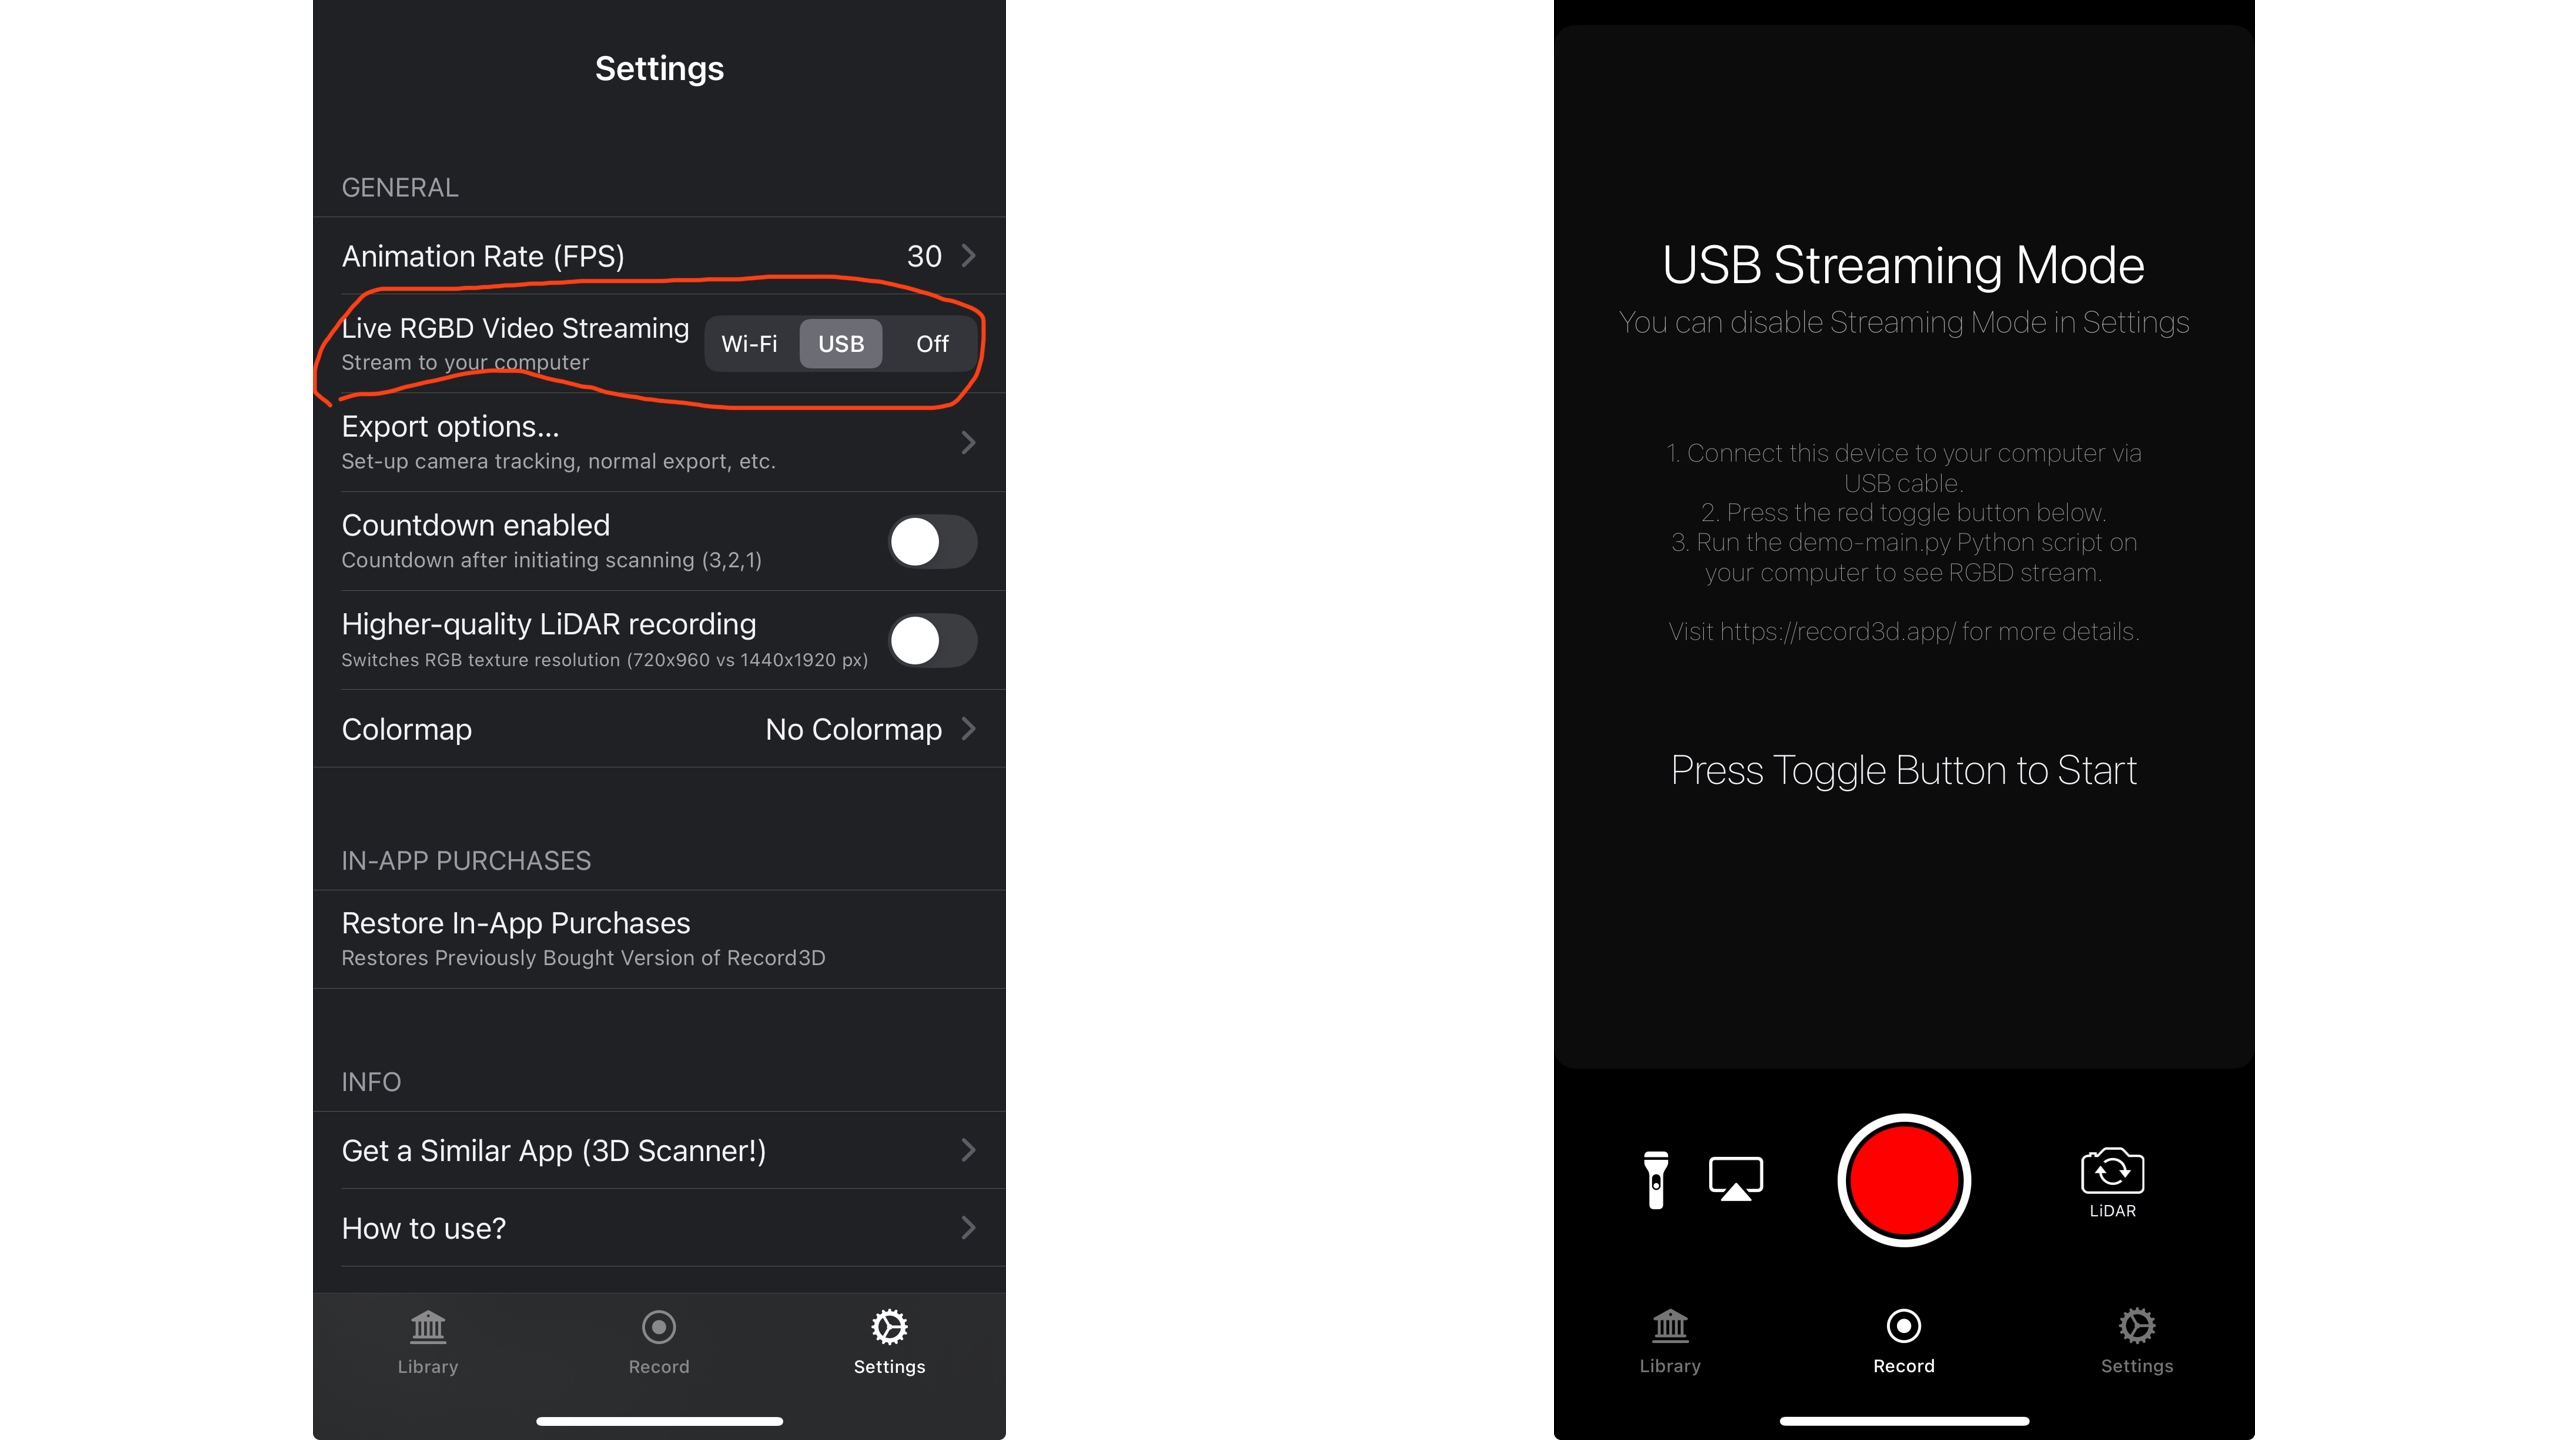 Settings
GENERAL
Animation Rate (FPS) 30
Live RGBD Video Streaming
Stream to your computer
Wi-Fi USB Off
Export options...
Set-up camera tracking, normal export, etc.
Countdown enabled
Countdown after initiating scanning (3,2,1)
Higher-quality LiDAR recording
Switches RGB texture resolution (720x960 vs 1440x1920 px)
Colormap No Colormap
IN-APP PURCHASES
Restore In-App Purchases
Restores Previously Bought Version of Record3D
INFO
Get a Similar App (3D Scanner!)
How to use?
Library Record Settings
USB Streaming Mode
You can disable Streaming Mode in Settings
1. Connect this device to your computer via
USB cable.
2. Press the red toggle button below.
3. Run the demo-main.py Python script on
your computer to see RGBD stream.
Visit https://record3d.app/ for more details.
Press Toggle Button to Start
LiDAR
Library Record Settings